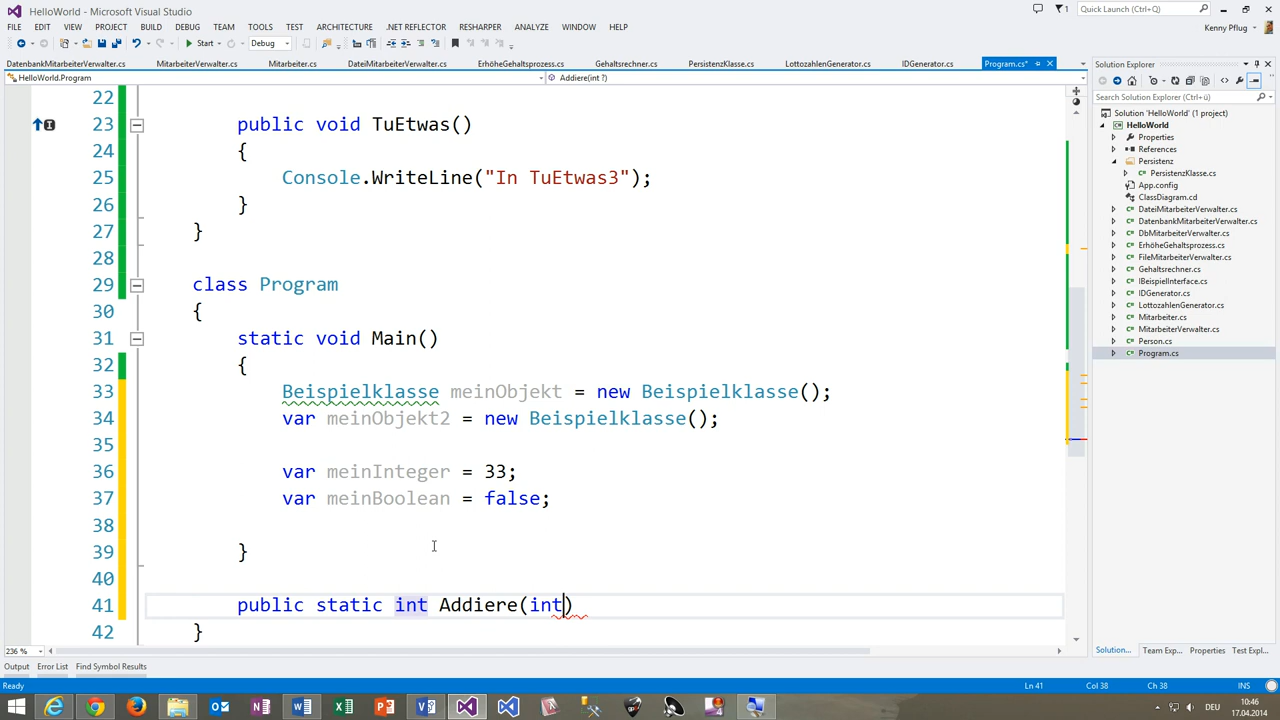 HelloWorld - Microsoft Visual Studio
Quick Launch (Ctrl+Ü)
FILE EDIT VIEW PROJECT BUILD DEBUG TEAM TOOLS TEST ARCHITECTURE .NET REFLECTOR RESHARPER ANALYZE WINDOW HELP
Kenny Pflug
Start Debug
DatenbankMitarbeiterVerwalter.cs MitarbeiterVerwalter.cs Mitarbeiter.cs DateiMitarbeiterVerwalter.cs ErhöheGehaltsprozess.cs Gehaltsrechner.cs PersistenzKlasse.cs LottozahlenGenerator.cs IDGenerator.cs Program.cs*
HelloWorld.Program Addiere(int ?)
22
23 public void TuEtwas()
24 {
25 Console.WriteLine("In TuEtwas3");
26 }
27 }
28
29 class Program
30 {
31 static void Main()
32 {
33 Beispielklasse meinObjekt = new Beispielklasse();
34 var meinObjekt2 = new Beispielklasse();
35
36 var meinInteger = 33;
37 var meinBoolean = false;
38
39 }
40
41 public static int Addiere(int)
42 }
236 %
Solution Explorer
Search Solution Explorer (Ctrl+ü)
Solution 'HelloWorld' (1 project)
HelloWorld
Properties
References
Persistenz
PersistenzKlasse.cs
App.config
ClassDiagram.cd
DateiMitarbeiterVerwalter.cs
DatenbankMitarbeiterVerwalter.cs
DbMitarbeiterVerwalter.cs
ErhöheGehaltsprozess.cs
FileMitarbeiterVerwalter.cs
Gehaltsrechner.cs
IBeispielInterface.cs
IDGenerator.cs
LottozahlenGenerator.cs
Mitarbeiter.cs
MitarbeiterVerwalter.cs
Person.cs
Program.cs
Solution... Team Exp... Properties Test Expl...
Output Error List Find Symbol Results
Ready Ln 41 Col 38 Ch 38 INS
DEU 10:46
17.04.2014